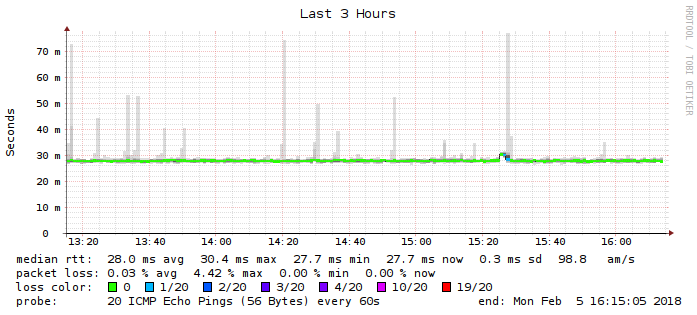 Last 3 Hours
RRDTOOL / TOBI OETIKER
Seconds
70 m
60 m
50 m
40 m
30 m
20 m
10 m
0
13:20 13:40 14:00 14:20 14:40 15:00 15:20 15:40 16:00
median rtt: 28.0 ms avg 30.4 ms max 27.7 ms min 27.7 ms now 0.3 ms sd 98.8 am/s
packet loss: 0.03 % avg 4.42 % max 0.00 % min 0.00 % now
loss color: 0 1/20 2/20 3/20 4/20 10/20 19/20
probe: 20 ICMP Echo Pings (56 Bytes) every 60s end: Mon Feb 5 16:15:05 2018